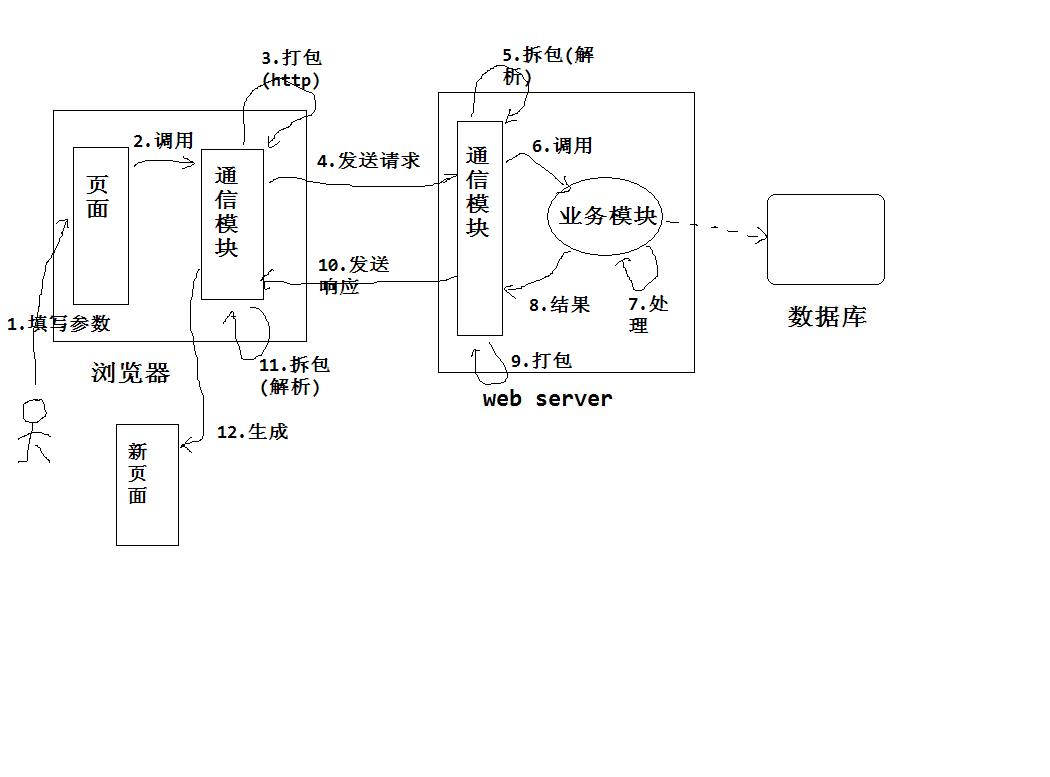 3.打包
(http)
5.拆包(解
析)
2.调用
页
面
通
信
模
块
4.发送请求
通
信
模
块
6.调用
业务模块
10.发送
响应
8.结果
7.处
理
数据库
1.填写参数
浏览器
11.拆包
(解析)
9.打包
web server
12.生成
新
页
面